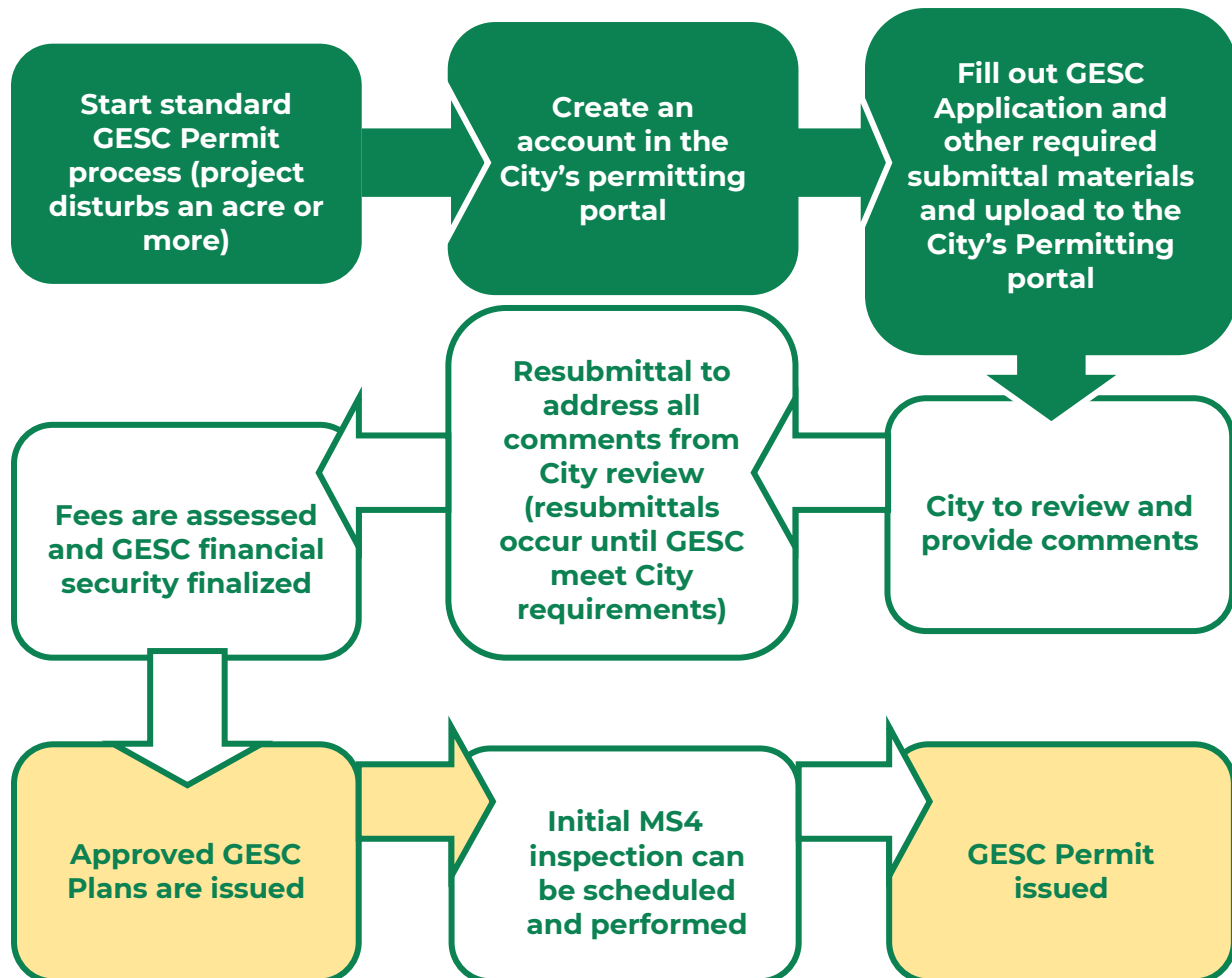 Start standard
GESC Permit
process (project
disturbs an acre or
more)
Create an
account in the
City’s permitting
portal
Fill out GESC
Application and
other required
submittal materials
and upload to the
City’s Permitting
portal
City to review and
provide comments
Resubmittal to
address all
comments from
City review
(resubmittals
occur until GESC
meet City
requirements)
Fees are assessed
and GESC financial
security finalized
Approved GESC
Plans are issued
Initial MS4
inspection can
be scheduled
and performed
GESC Permit
issued